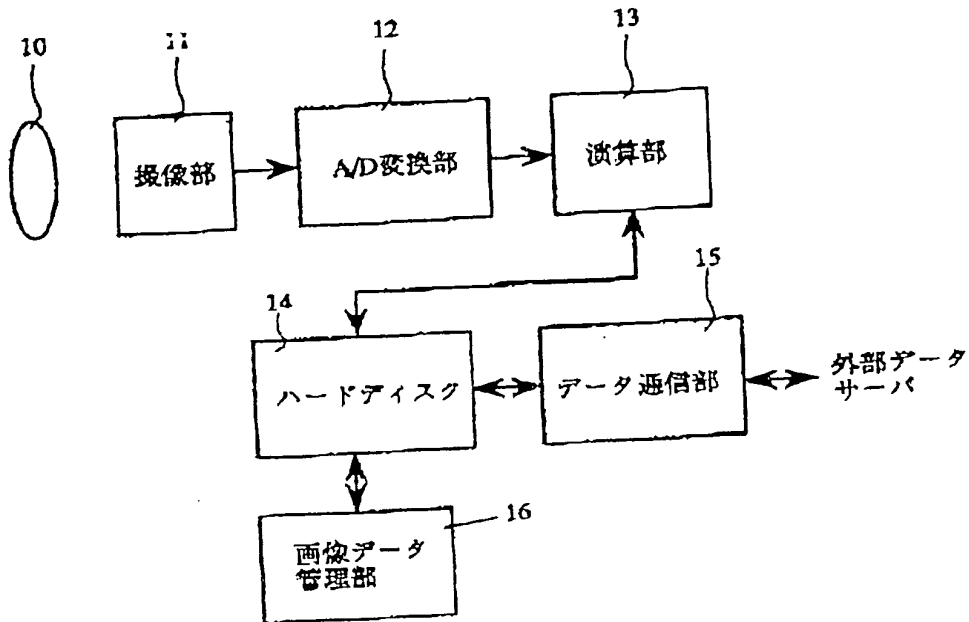 10
11
12
13
撮像部
A/D変換部
演算部
14
15
ハードディスク
データ通信部
外部データ
サーバ
16
画像データ
管理部